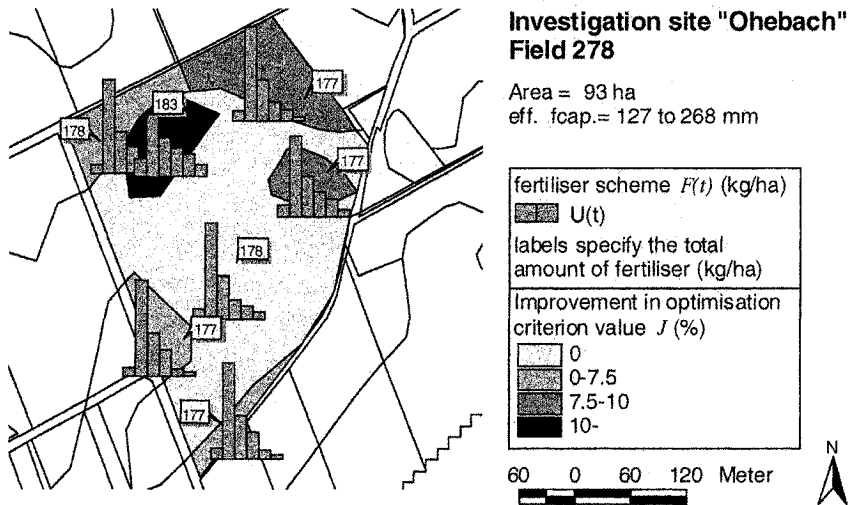 Investigation site "Ohebach"
Field 278
Area = 93 ha
eff. fcap.= 127 to 268 mm
fertiliser scheme F(t) (kg/ha)
U(t)
labels specify the total
amount of fertiliser (kg/ha)
Improvement in optimisation
criterion value J (%)
0
0-7.5
7.5-10
10-
N
60 0 60 120 Meter
177
183
178
177
178
177
177